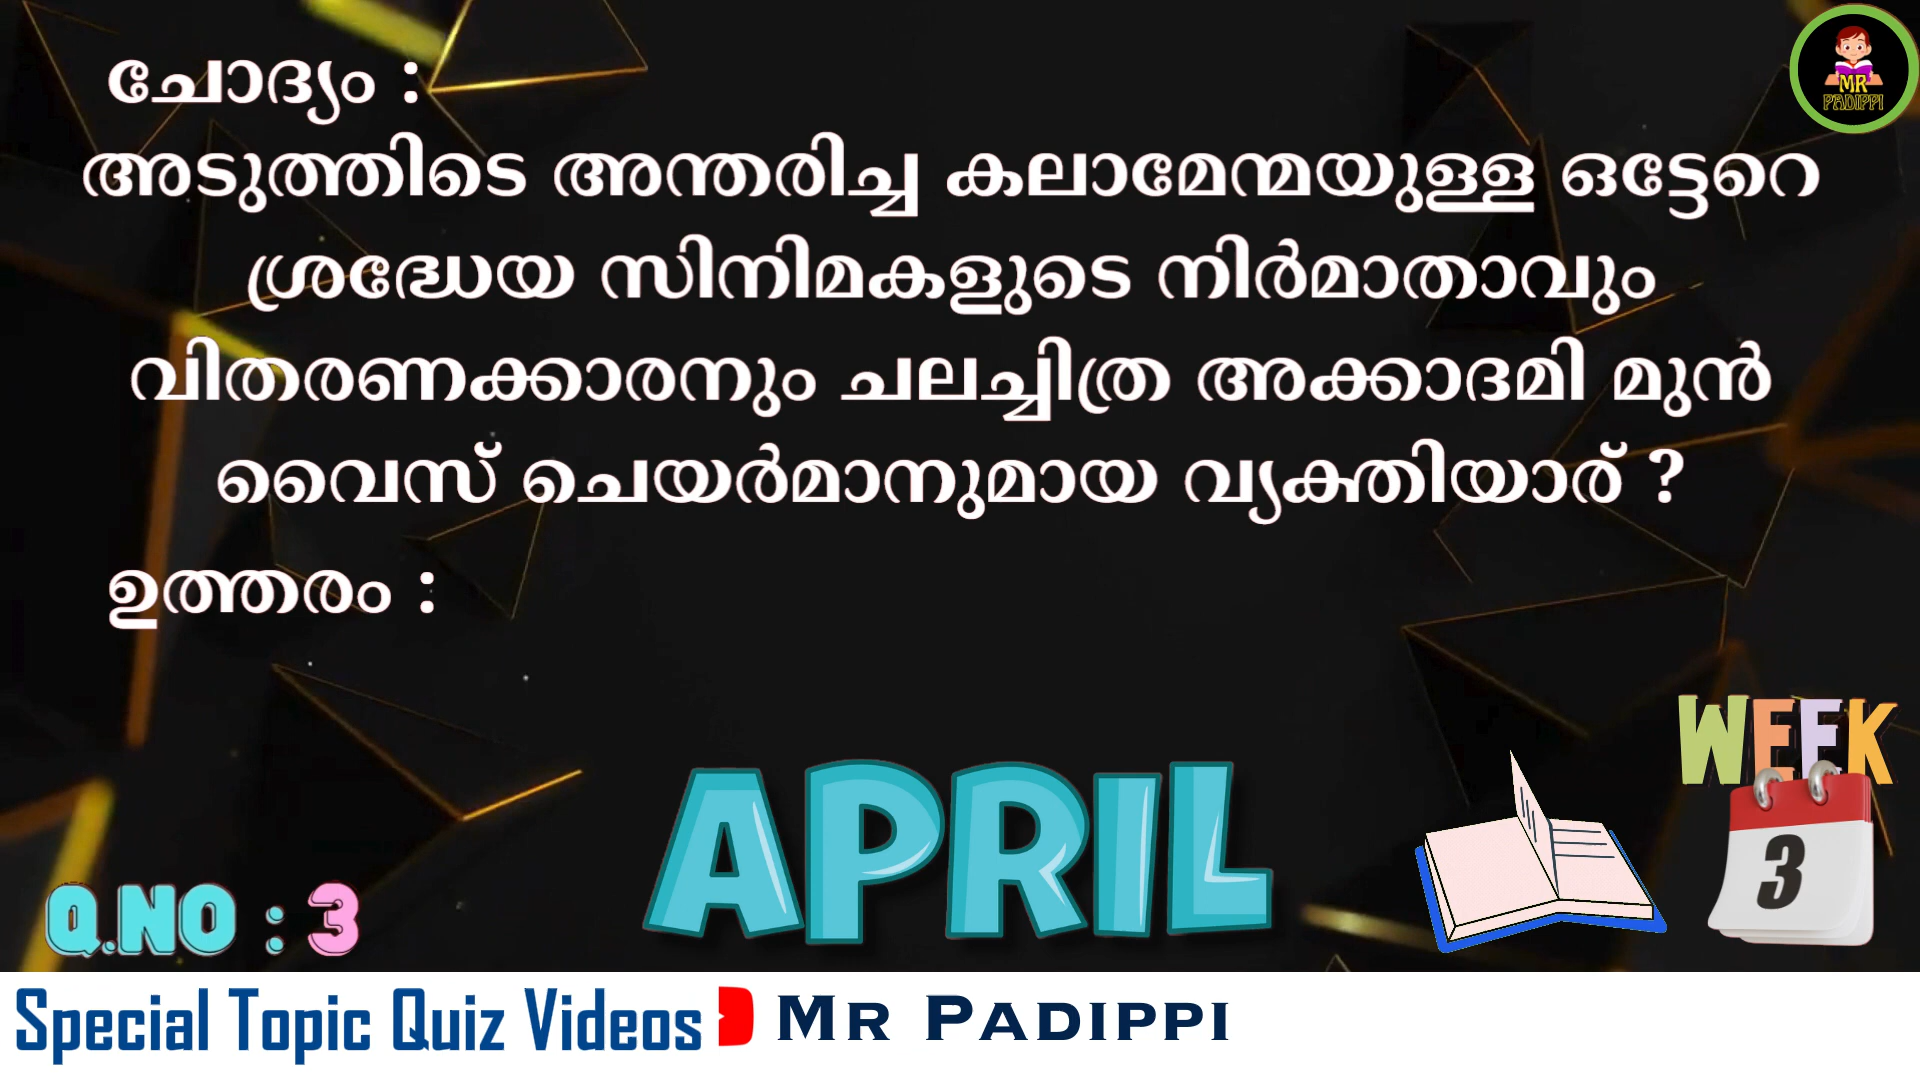 MR
PADIPPI
ചോദ്യം :
അടുത്തിടെ അന്തരിച്ച കലാമേന്മയുള്ള ഒട്ടേറെ
ശ്രദ്ധേയ സിനിമകളുടെ നിർമാതാവും
വിതരണക്കാരനും ചലച്ചിത്ര അക്കാദമി മുൻ
വൈസ് ചെയർമാനുമായ വ്യക്തിയാര് ?
ഉത്തരം :
WEEK
3
APRIL
Q.NO : 3
Special Topic Quiz Videos MR PADIPPI